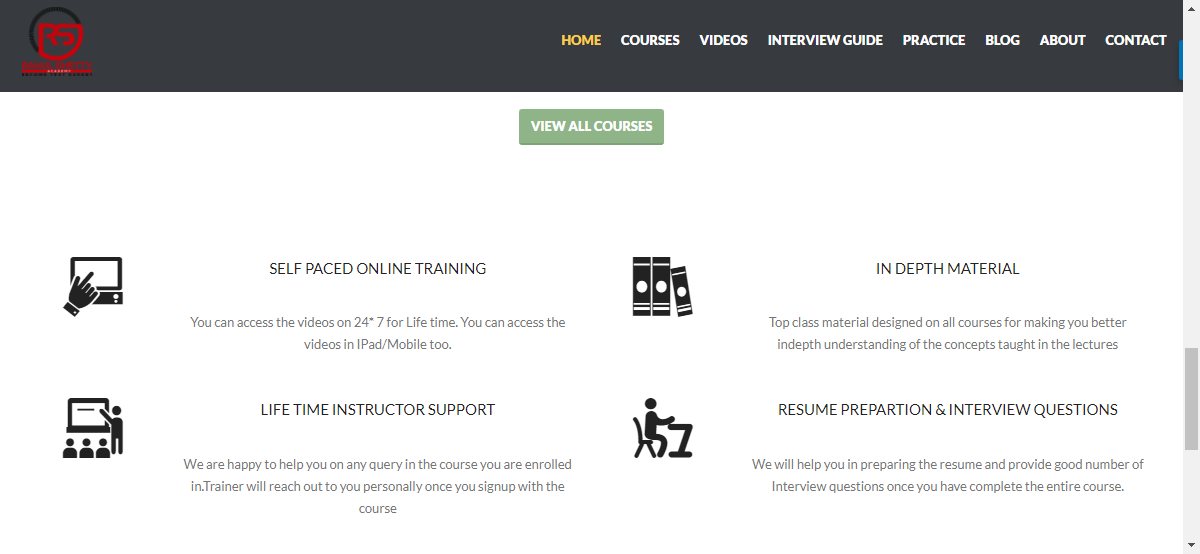 RS
ACADEMY
HOME COURSES VIDEOS INTERVIEW GUIDE PRACTICE BLOG ABOUT CONTACT
VIEW ALL COURSES
SELF PACED ONLINE TRAINING
You can access the videos on 24* 7 for Life time. You can access the
videos in IPad/Mobile too.
IN DEPTH MATERIAL
Top class material designed on all courses for making you better
indepth understanding of the concepts taught in the lectures
LIFE TIME INSTRUCTOR SUPPORT
We are happy to help you on any query in the course you are enrolled
in.Trainer will reach out to you personally once you signup with the
course
RESUME PREPARTION & INTERVIEW QUESTIONS
We will help you in preparing the resume and provide good number of
Interview questions once you have complete the entire course.